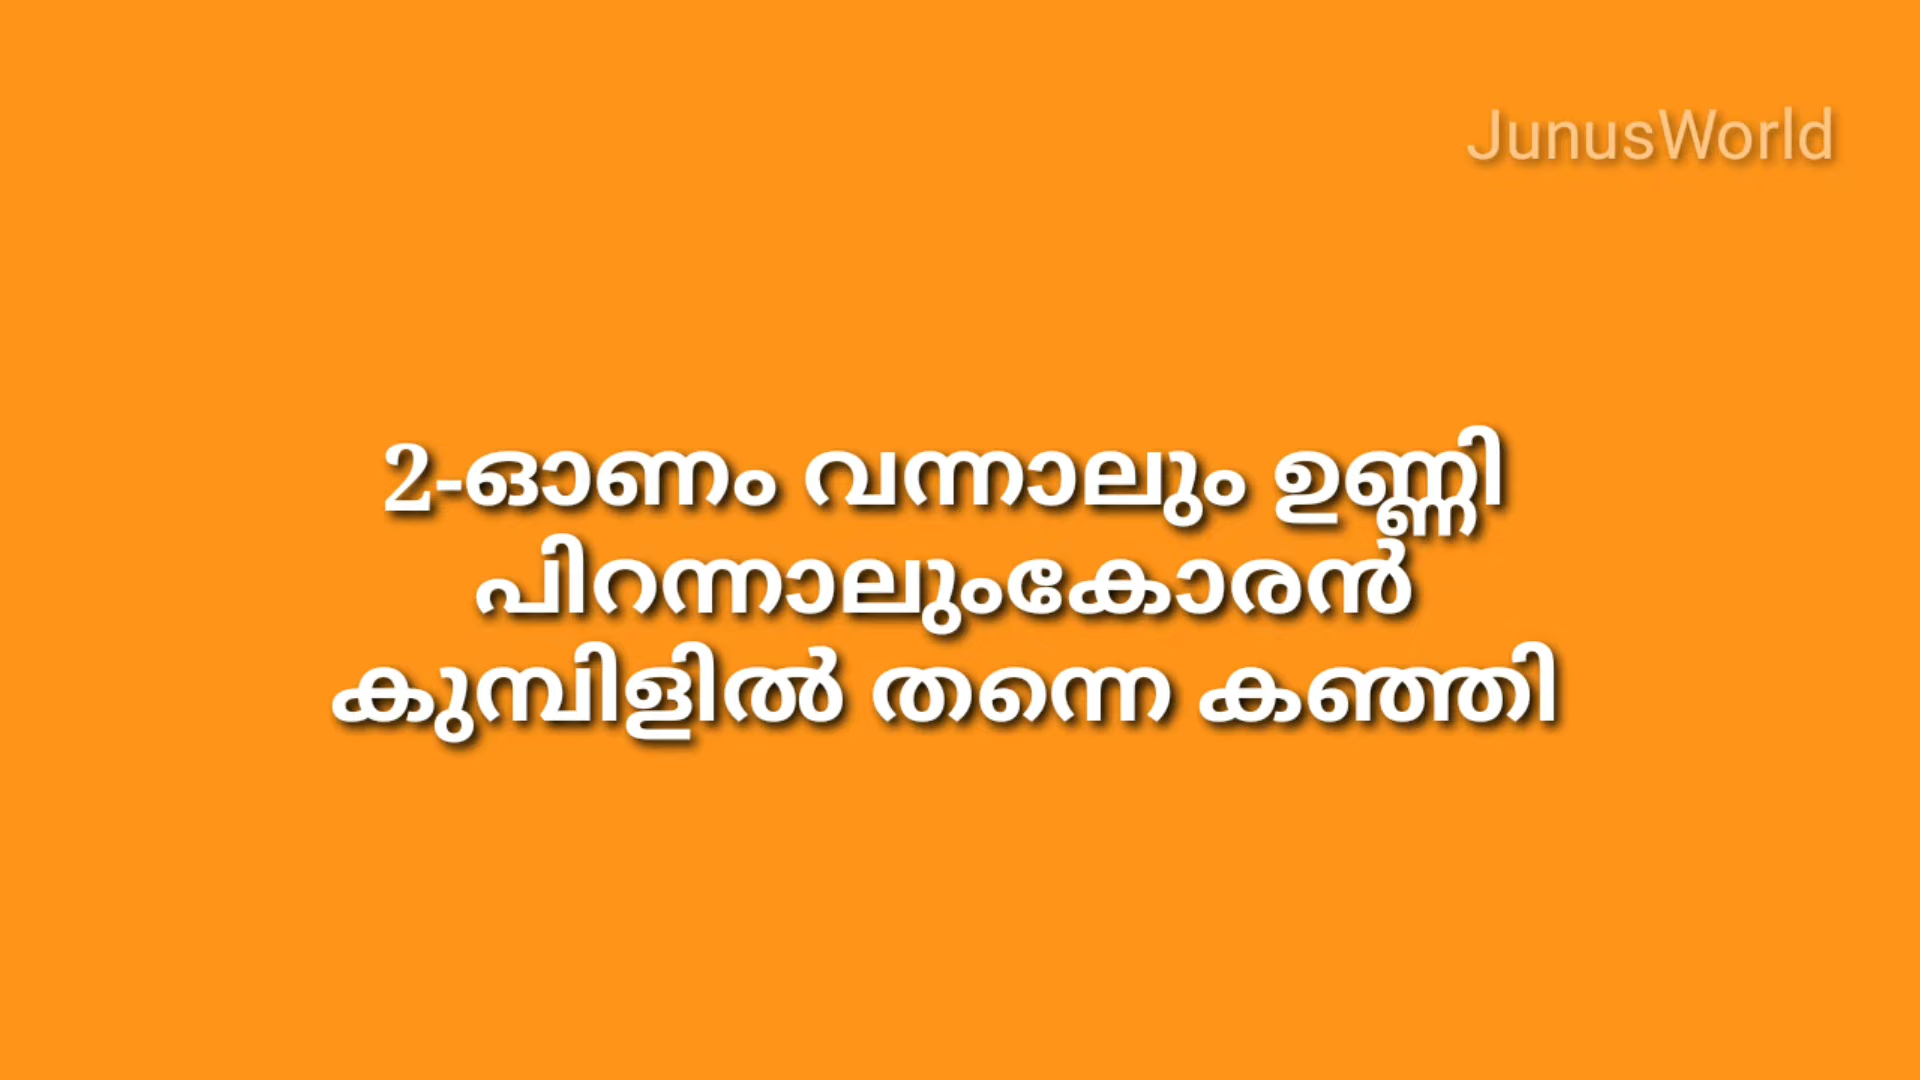 JunusWorld
2-ഓണം വന്നാലും ഉണ്ണി
പിറന്നാലുംകോരൻ
കുമ്പിളിൽ തന്നെ കഞ്ഞി